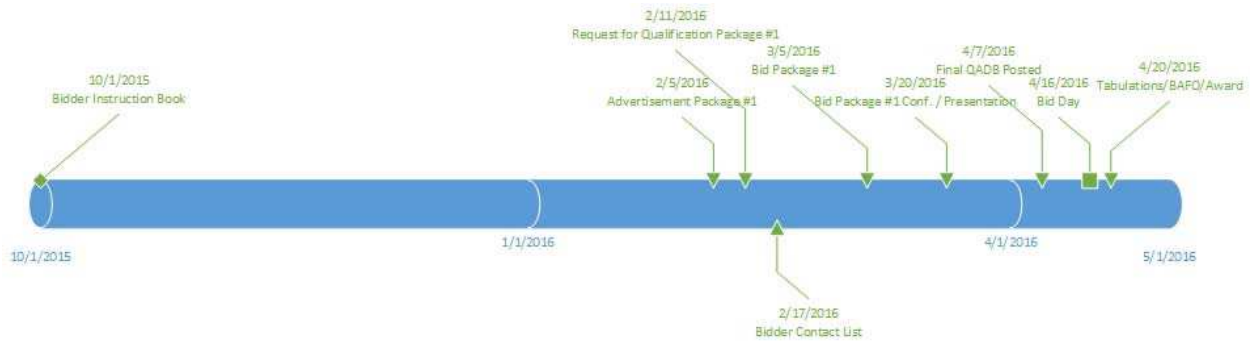 2/11/2016
Request for Qualification Package #1
3/5/2016
Bid Package #1
4/7/2016
Final QADB Posted
4/20/2016
Tabulations/BAFO/Award
10/1/2015
Bidder Instruction Book
2/5/2016
Advertisement Package #1
3/20/2016
Bid Package #1 Conf. / Presentation
4/16/2016
Bid Day
10/1/2015
1/1/2016
4/1/2016
5/1/2016
2/17/2016
Bidder Contact List